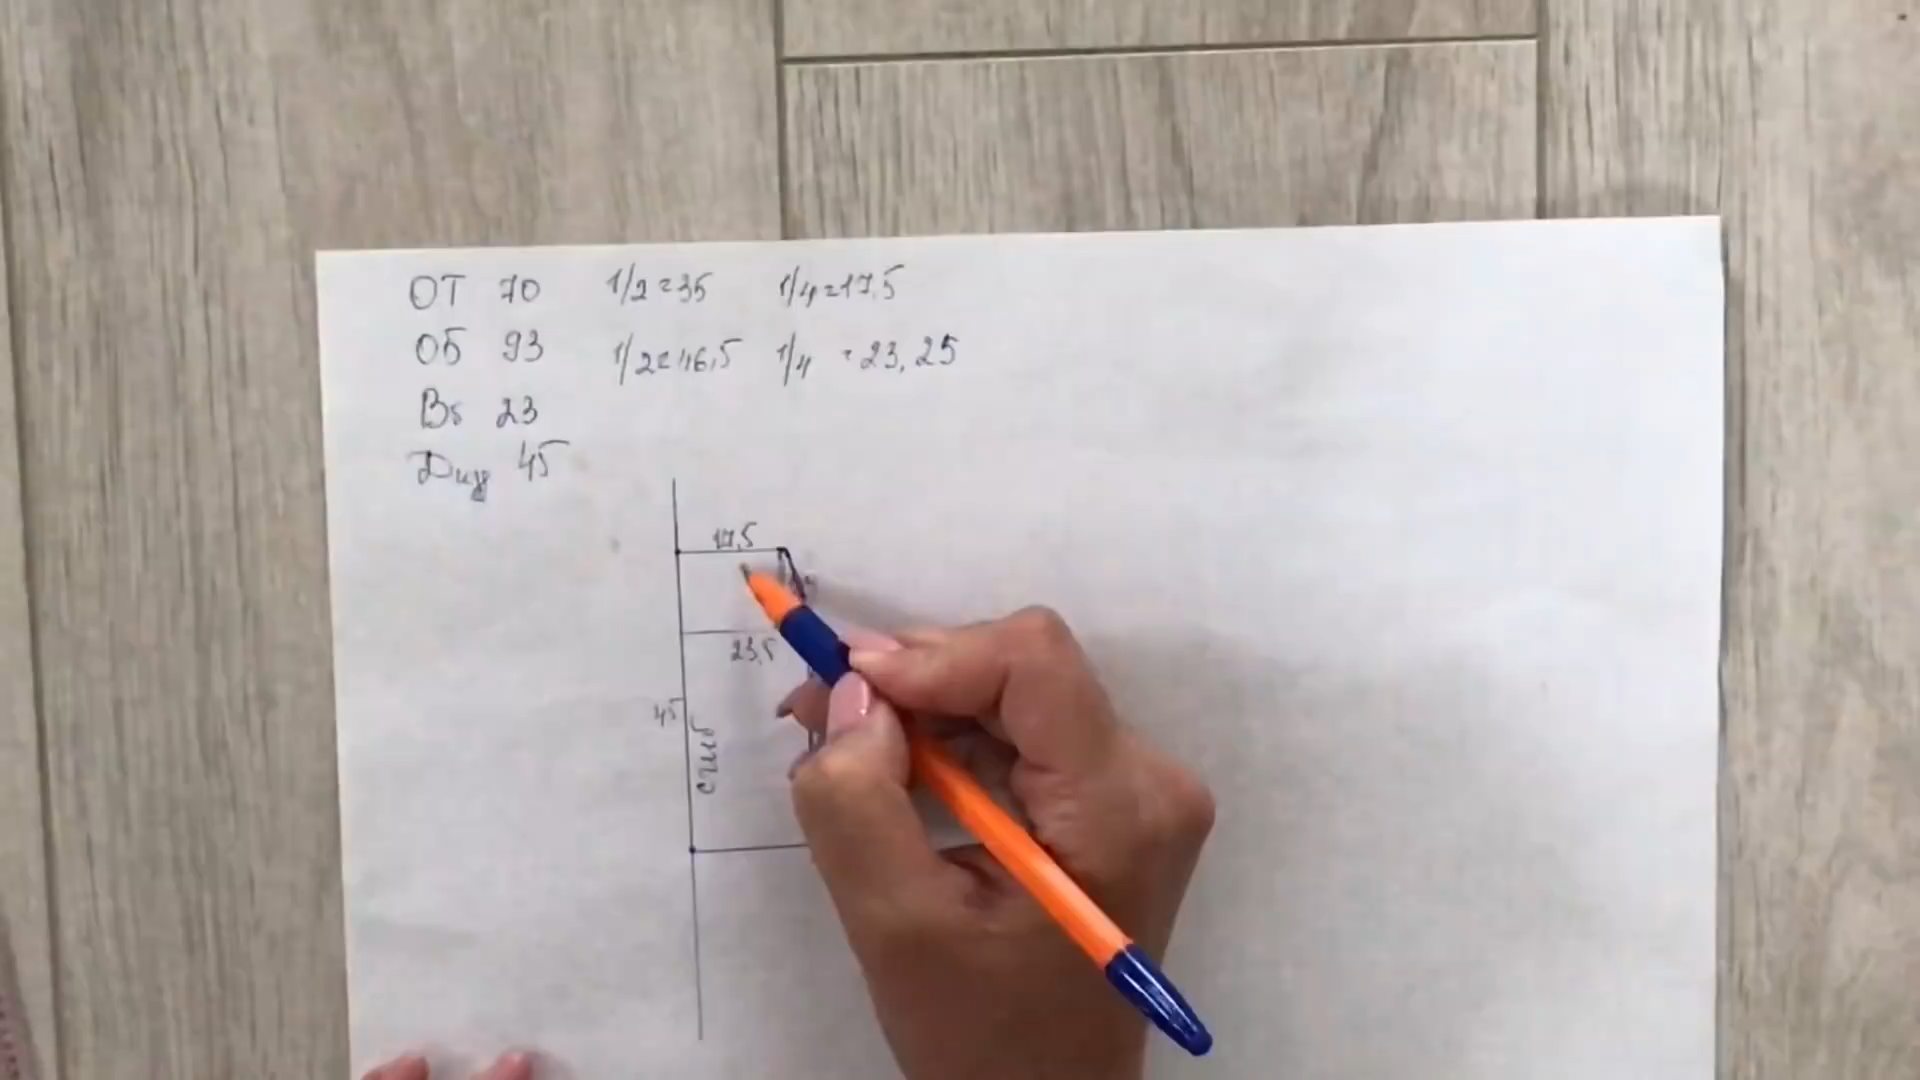 ОТ 70 1/2=35 1/4=17,5
ОБ 93 1/2=46,5 1/4 = 23,25
Вб 23
Диз 45
17,5
23,5
45
сгиб